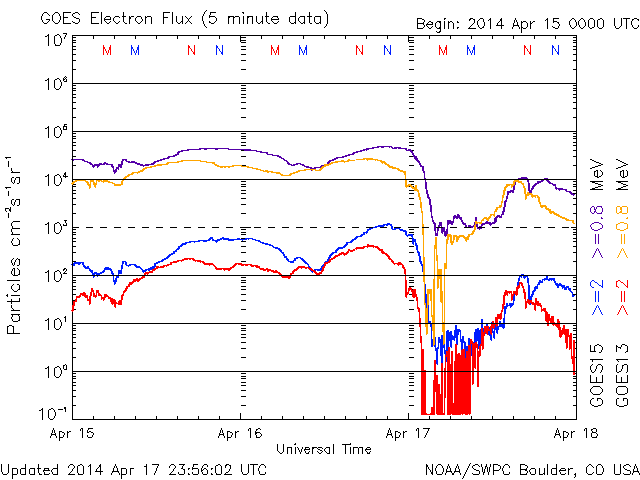 GOES Electron Flux (5 minute data) Begin: 2014 Apr 15 0000 UTC
10⁷
M M N N M M N N M M N N
10⁶
10⁵
10⁴
10³
10²
10¹
10⁰
10⁻¹
Particles cm⁻²s⁻¹sr⁻¹
Apr 15 Apr 16 Apr 17 Apr 18
Universal Time
GOES15 >=2 >=0.8 MeV
GOES13 >=2 >=0.8 MeV
Updated 2014 Apr 17 23:56:02 UTC NOAA/SWPC Boulder, CO USA